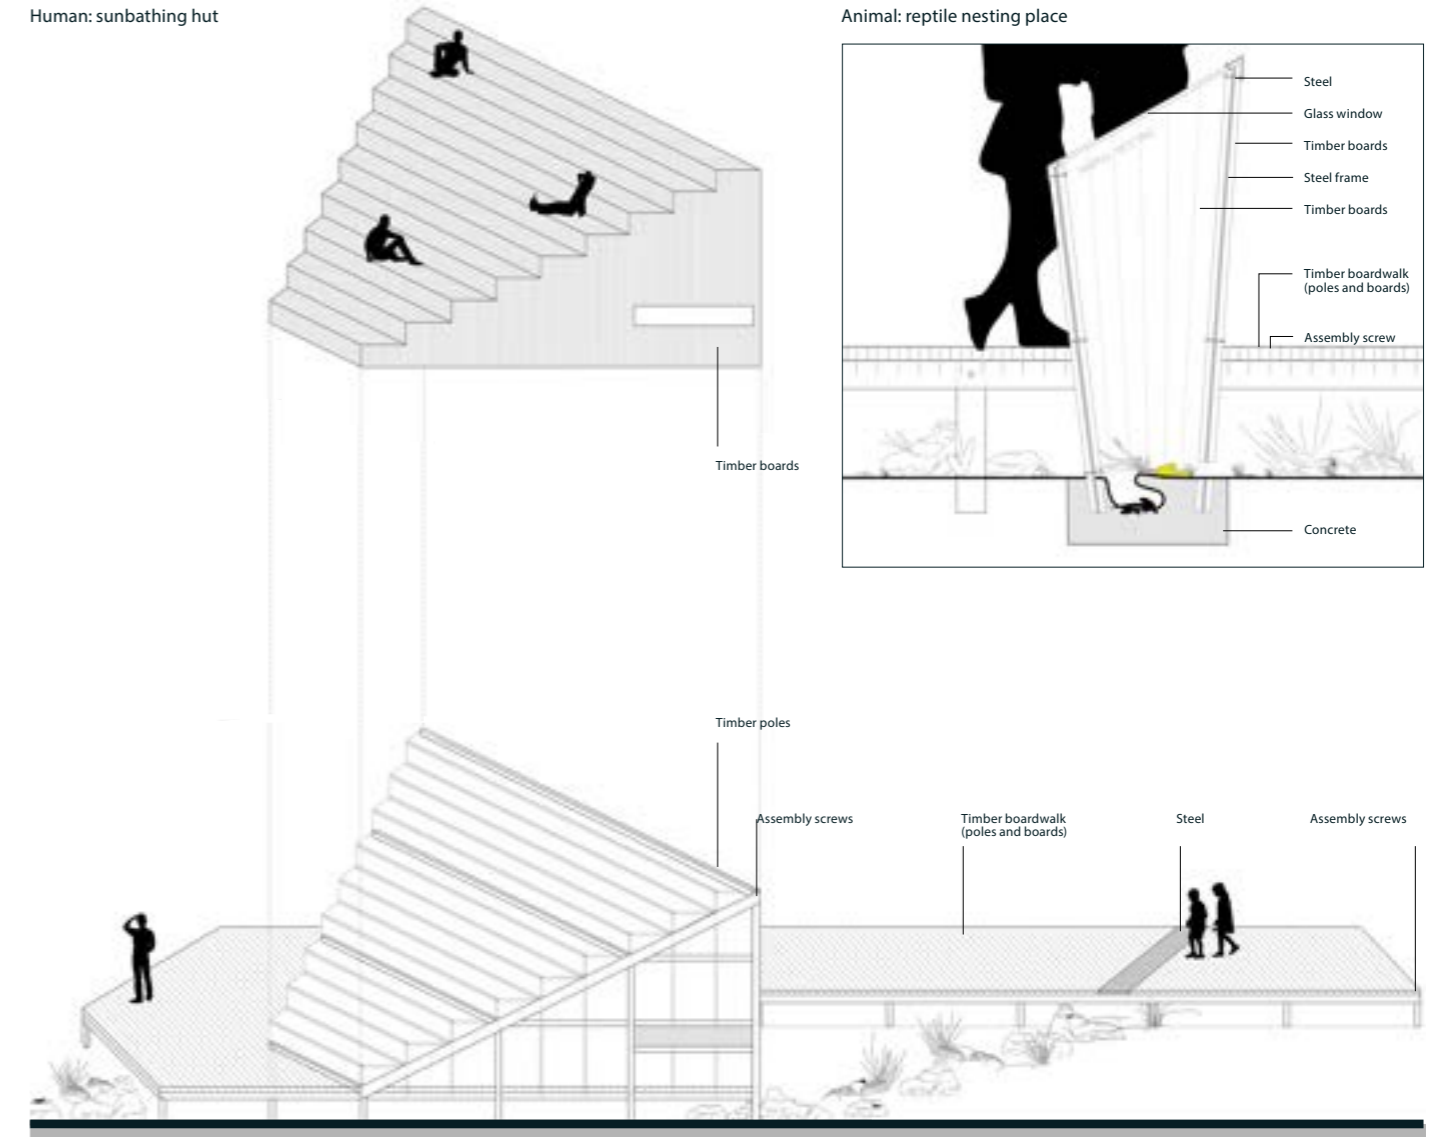 Human: sunbathing hut
Animal: reptile nesting place
Steel
Glass window
Timber boards
Steel frame
Timber boards
Timber boardwalk
(poles and boards)
Assembly screw
Concrete
Timber boards
Timber poles
Assembly screws
Timber boardwalk
(poles and boards)
Steel
Assembly screws